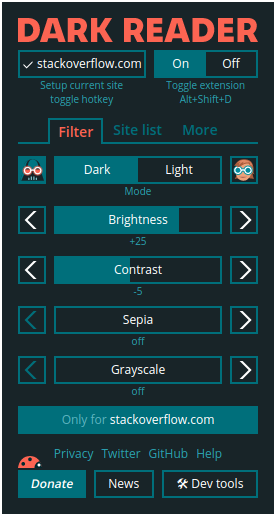 DARK READER
✓ stackoverflow.com On Off
Setup current site Toggle extension
toggle hotkey Alt+Shift+D
Filter Site list More
Dark Light
Mode
Brightness
+25
Contrast
-5
Sepia
off
Grayscale
off
Only for stackoverflow.com
Privacy Twitter GitHub Help
Donate News 🛠 Dev tools